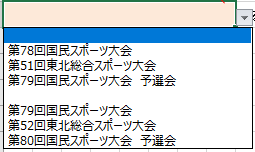 第78回国民スポーツ大会
第51回東北総合スポーツ大会
第79回国民スポーツ大会　予選会
第79回国民スポーツ大会
第52回東北総合スポーツ大会
第80回国民スポーツ大会　予選会